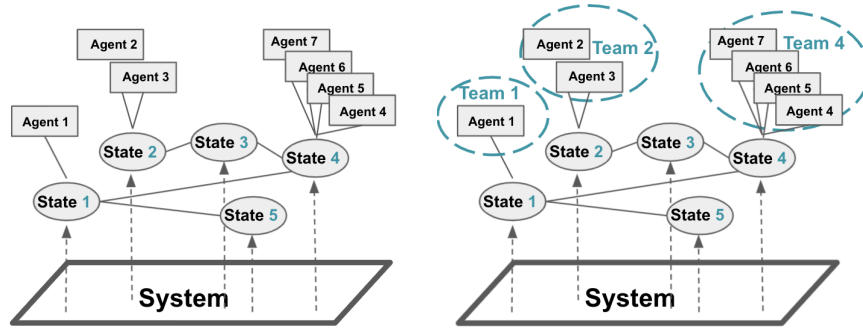 Agent 2
Agent 3
Agent 7
Agent 6
Agent 5
Agent 4
Agent 1
State 2
State 3
State 4
State 1
State 5
System
Agent 2
Team 2
Agent 3
Agent 7
Team 4
Agent 6
Agent 5
Agent 4
Team 1
Agent 1
State 2
State 3
State 4
State 1
State 5
System